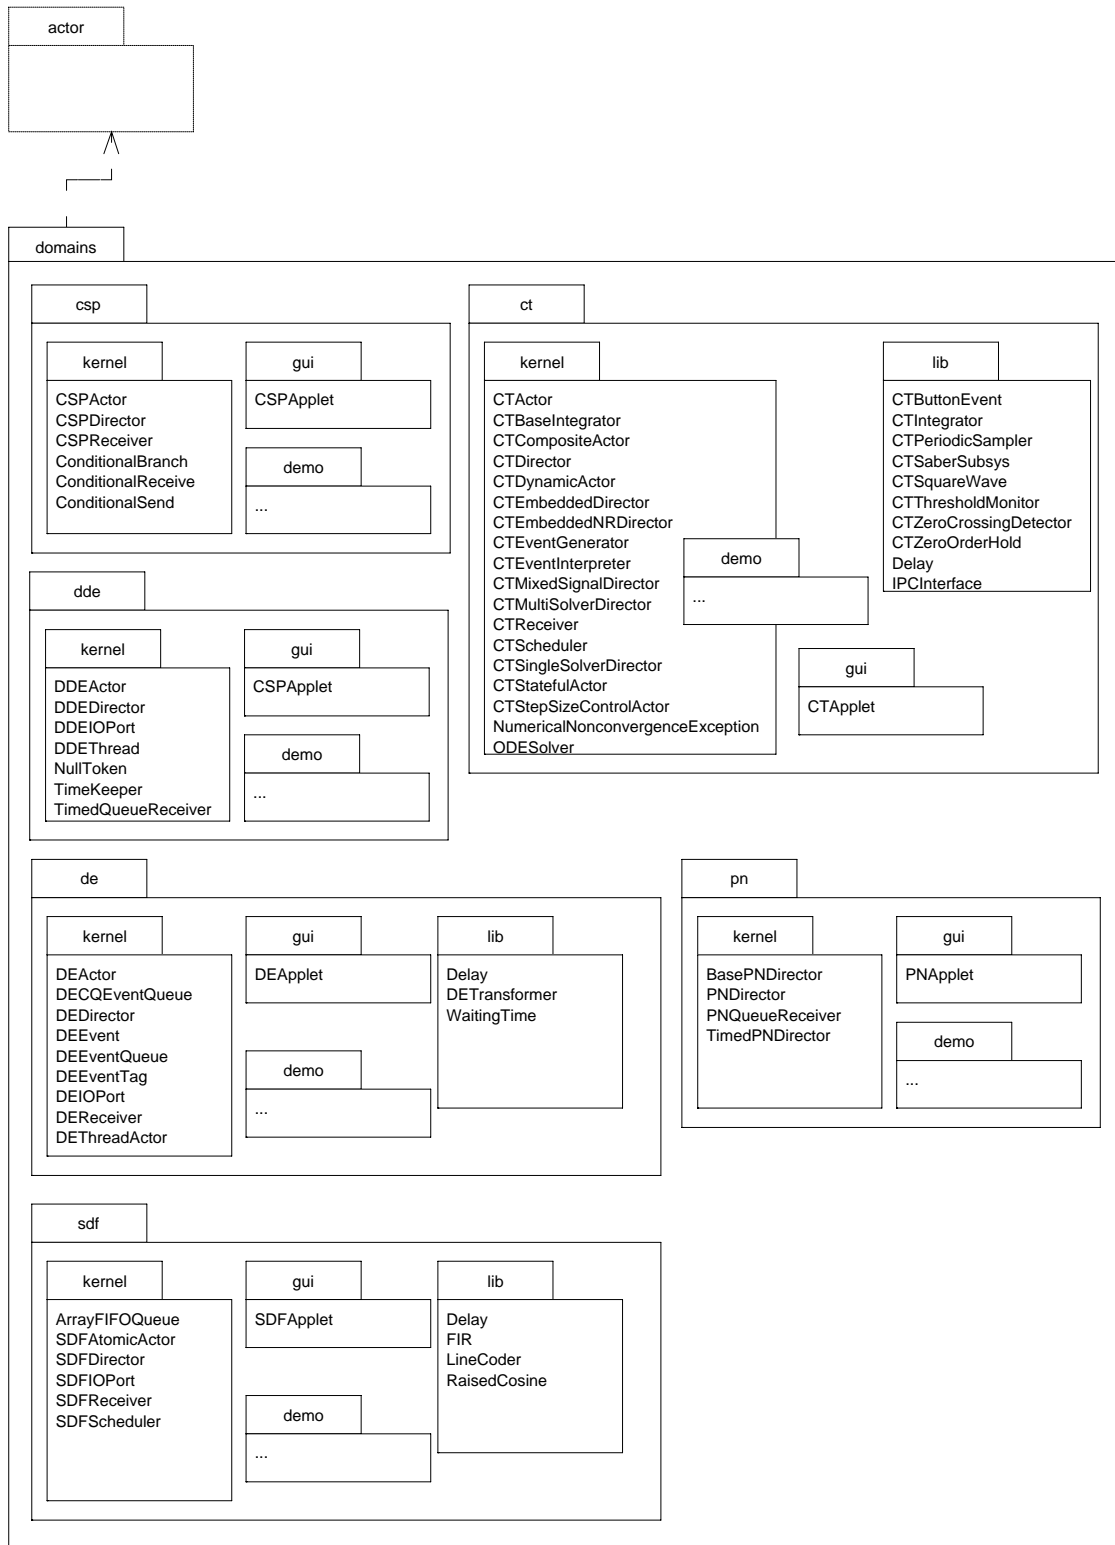 actor
domains
csp
kernel
CSPActor
CSPDirector
CSPReceiver
ConditionalBranch
ConditionalReceive
ConditionalSend
gui
CSPApplet
demo
...
ct
kernel
CTActor
CTBaseIntegrator
CTCompositeActor
CTDirector
CTDynamicActor
CTEmbeddedDirector
CTEmbeddedNRDirector
CTEventGenerator
CTEventInterpreter
CTMixedSignalDirector
CTMultiSolverDirector
CTReceiver
CTScheduler
CTSingleSolverDirector
CTStatefulActor
CTStepSizeControlActor
NumericalNonconvergenceException
ODESolver
lib
CTButtonEvent
CTIntegrator
CTPeriodicSampler
CTSaberSubsys
CTSquareWave
CTThresholdMonitor
CTZeroCrossingDetector
CTZeroOrderHold
Delay
IPCInterface
demo
...
gui
CTApplet
dde
kernel
DDEActor
DDEDirector
DDEIOPort
DDEThread
NullToken
TimeKeeper
TimedQueueReceiver
gui
CSPApplet
demo
...
de
kernel
DEActor
DECQEventQueue
DEDirector
DEEvent
DEEventQueue
DEEventTag
DEIOPort
DEReceiver
DEThreadActor
gui
DEApplet
demo
...
lib
Delay
DETransformer
WaitingTime
pn
kernel
BasePNDirector
PNDirector
PNQueueReceiver
TimedPNDirector
gui
PNApplet
demo
...
sdf
kernel
ArrayFIFOQueue
SDFAtomicActor
SDFDirector
SDFIOPort
SDFReceiver
SDFScheduler
gui
SDFApplet
demo
...
lib
Delay
FIR
LineCoder
RaisedCosine